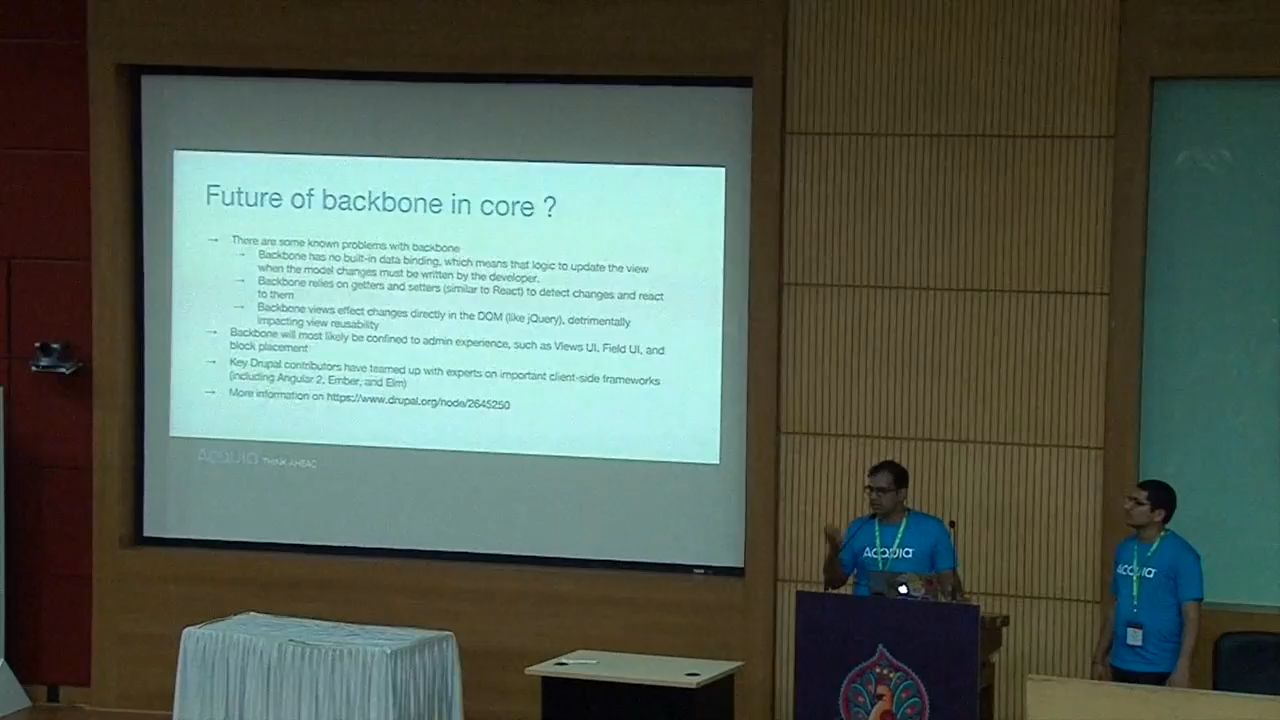 Future of backbone in core ?
→ There are some known problems with backbone
→ Backbone has no built-in data binding, which means that logic to update the view
when the model changes must be written by the developer.
→ Backbone relies on getters and setters (similar to React) to detect changes and react
to them
→ Backbone views effect changes directly in the DOM (like jQuery), detrimentally
impacting view reusability
→ Backbone will most likely be confined to admin experience, such as Views UI, Field UI, and
block placement
→ Key Drupal contributors have teamed up with experts on important client-side frameworks
(including Angular 2, Ember, and Elm)
→ More information on https://www.drupal.org/node/2645250
ACQUIA THINK AHEAD
ACQUIA
ACQUIA